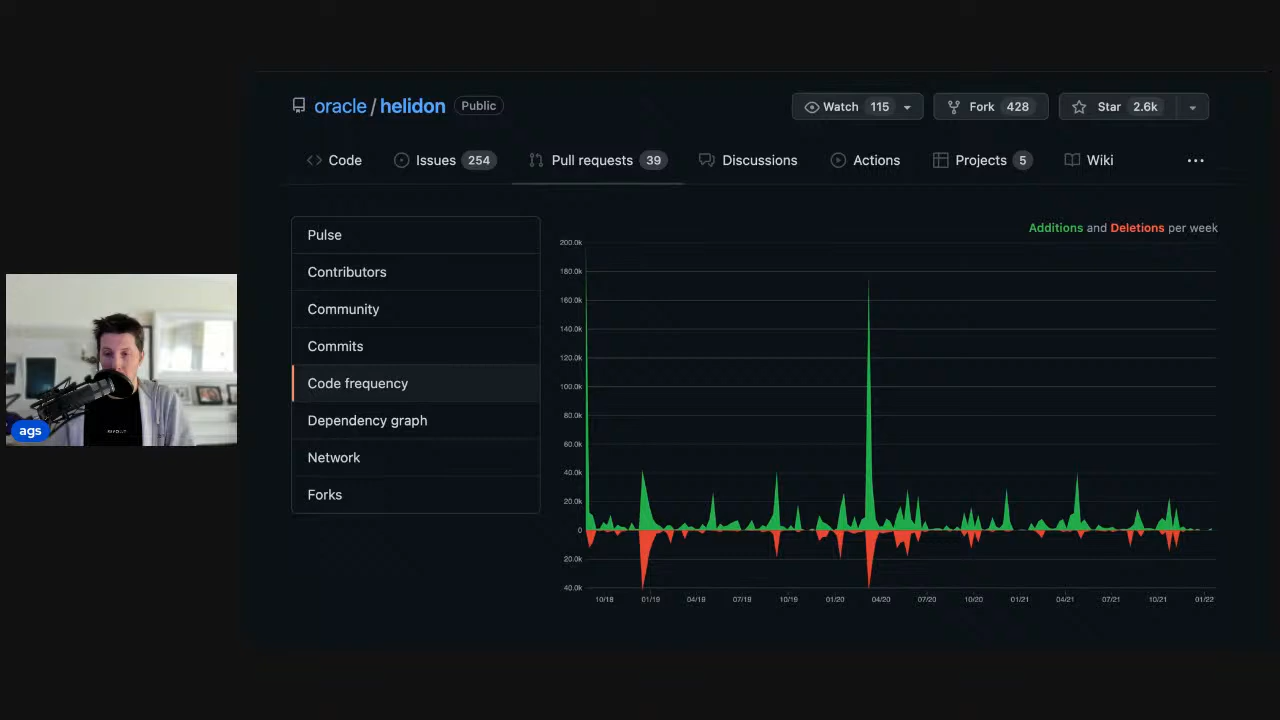 oracle / helidon Public
Watch 115
Fork 428
Star 2.6k
Code
Issues 254
Pull requests 39
Discussions
Actions
Projects 5
Wiki
Pulse
Contributors
Community
Commits
Code frequency
Dependency graph
Network
Forks
Additions and Deletions per week
200.0k
180.0k
160.0k
140.0k
120.0k
100.0k
80.0k
60.0k
40.0k
20.0k
0
20.0k
40.0k
10/18 01/19 04/19 07/19 10/19 01/20 04/20 07/20 10/20 01/21 04/21 07/21 10/21 01/22
ags